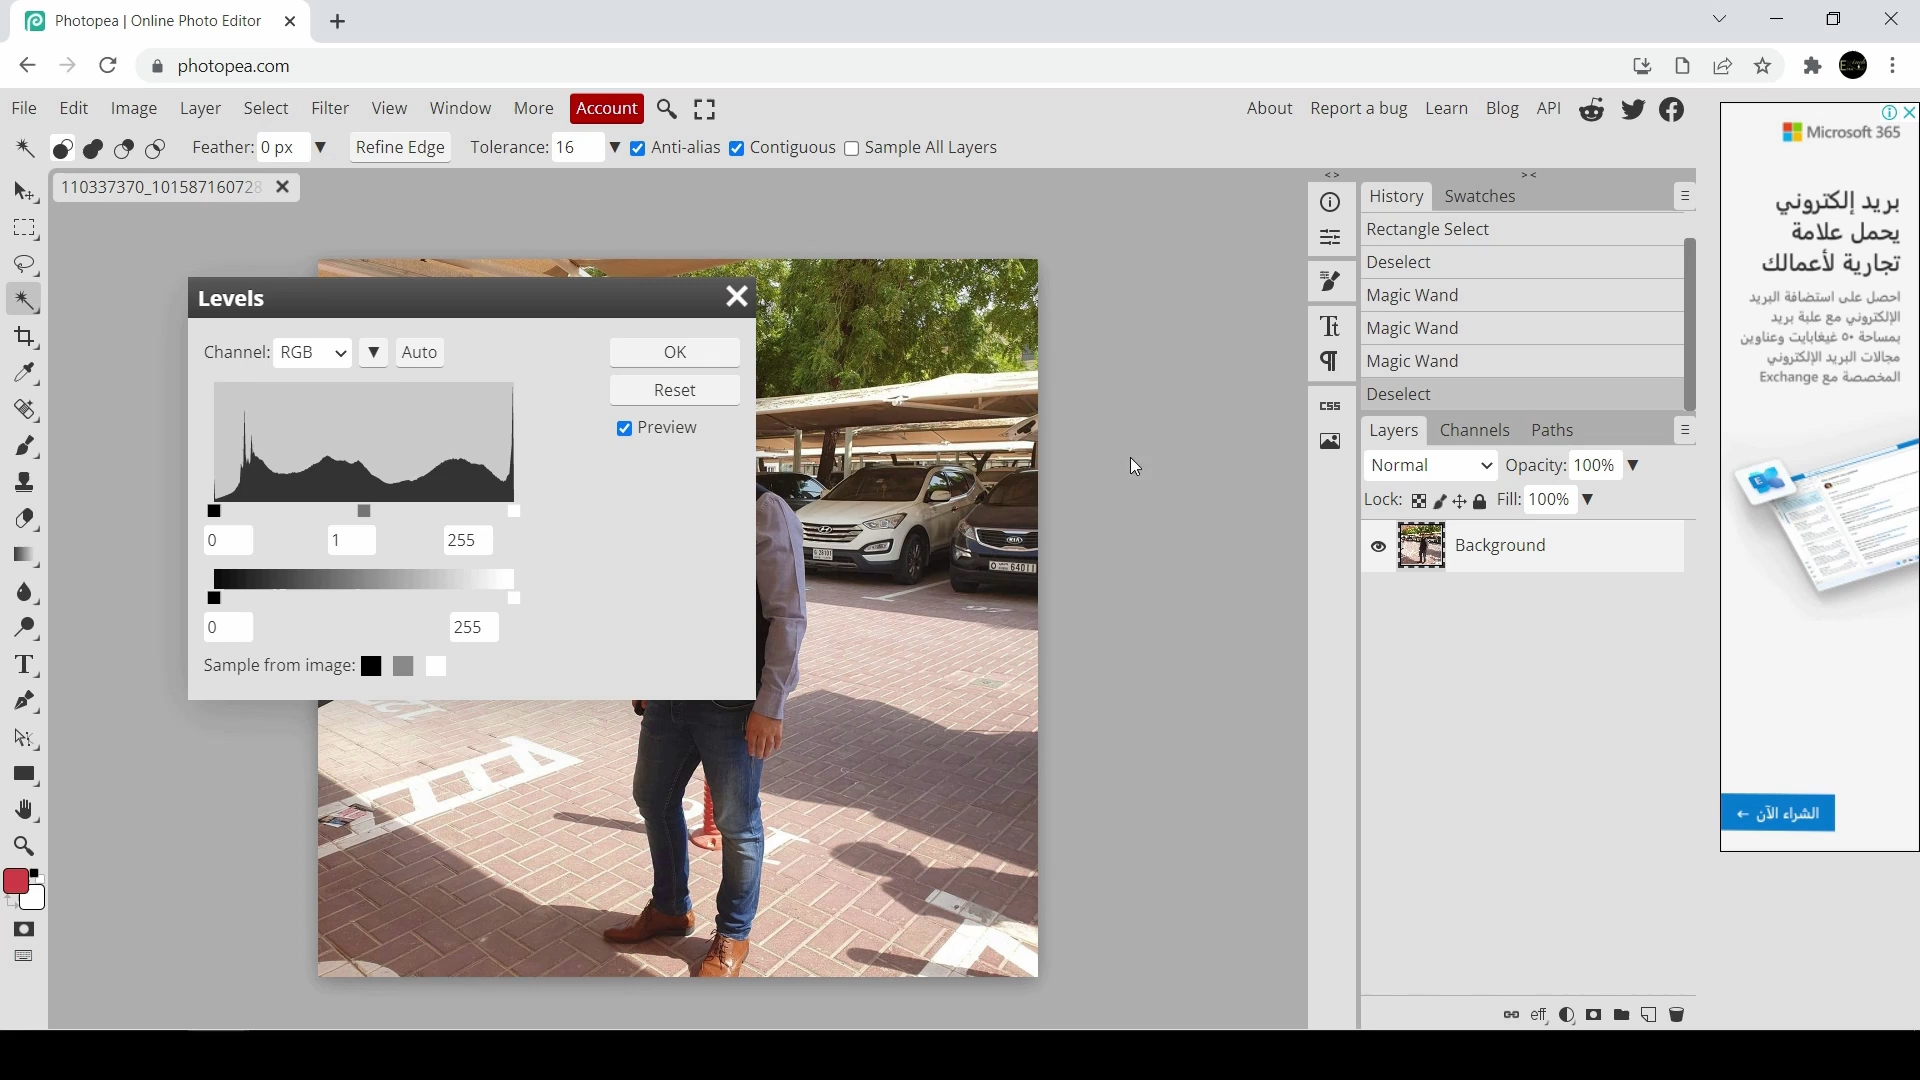 Photopea | Online Photo Editor
photopea.com
File Edit Image Layer Select Filter View Window More Account
About Report a bug Learn Blog API
Feather: 0 px Refine Edge Tolerance: 16 Anti-alias Contiguous Sample All Layers
110337370_101587160728
Levels
Channel: RGB Auto
OK
Reset
Preview
0 1 255
0 255
Sample from image:
< >
> <
History Swatches
Rectangle Select
Deselect
Magic Wand
Magic Wand
Magic Wand
Deselect
CSS
Layers Channels Paths
Normal Opacity: 100%
Lock: Fill: 100%
Background
eff
KIA
64011
28101
97
Microsoft 365
بريد إلكتروني
يحمل علامة
تجارية لأعمالك
احصل على استضافة البريد
الإلكتروني مع علبة بريد
بمساحة ٥٠ غيغابايت وعناوين
مجالات البريد الإلكتروني
المخصصة مع Exchange
الشراء الآن ←